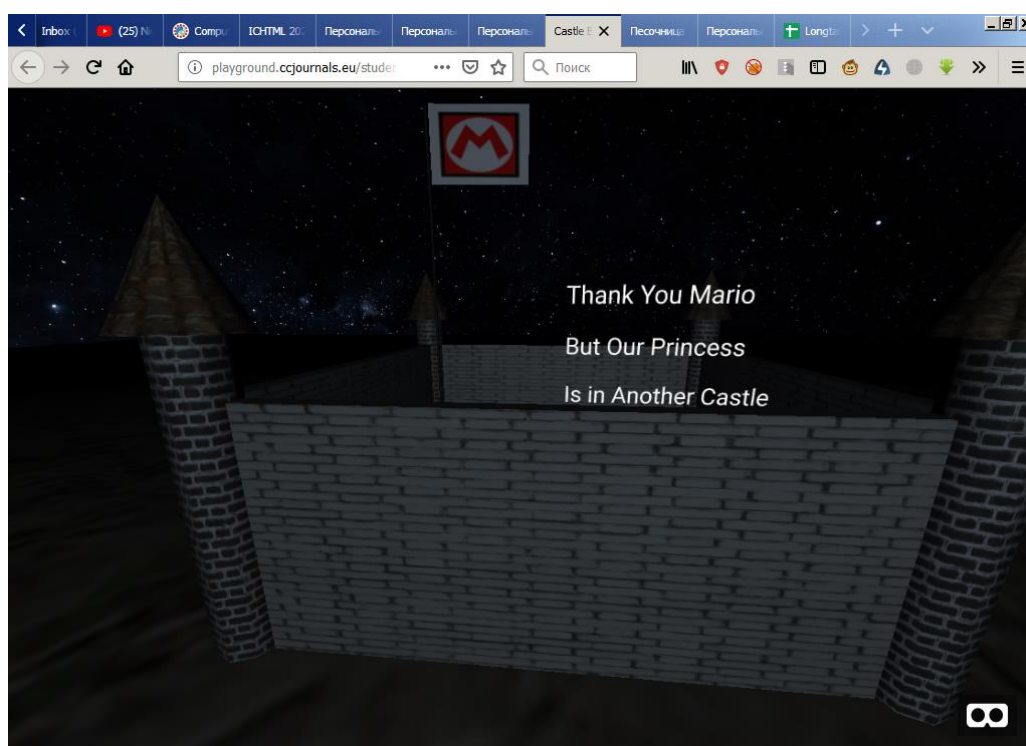 Inbox (
(25) Ni
Compu
ICHTML 20
Персональ
Персональ
Персональ
Castle E
Песочница
Персональ
Longta
playground.ccjournals.eu/studer
Поиск
M
Thank You Mario
But Our Princess
Is in Another Castle